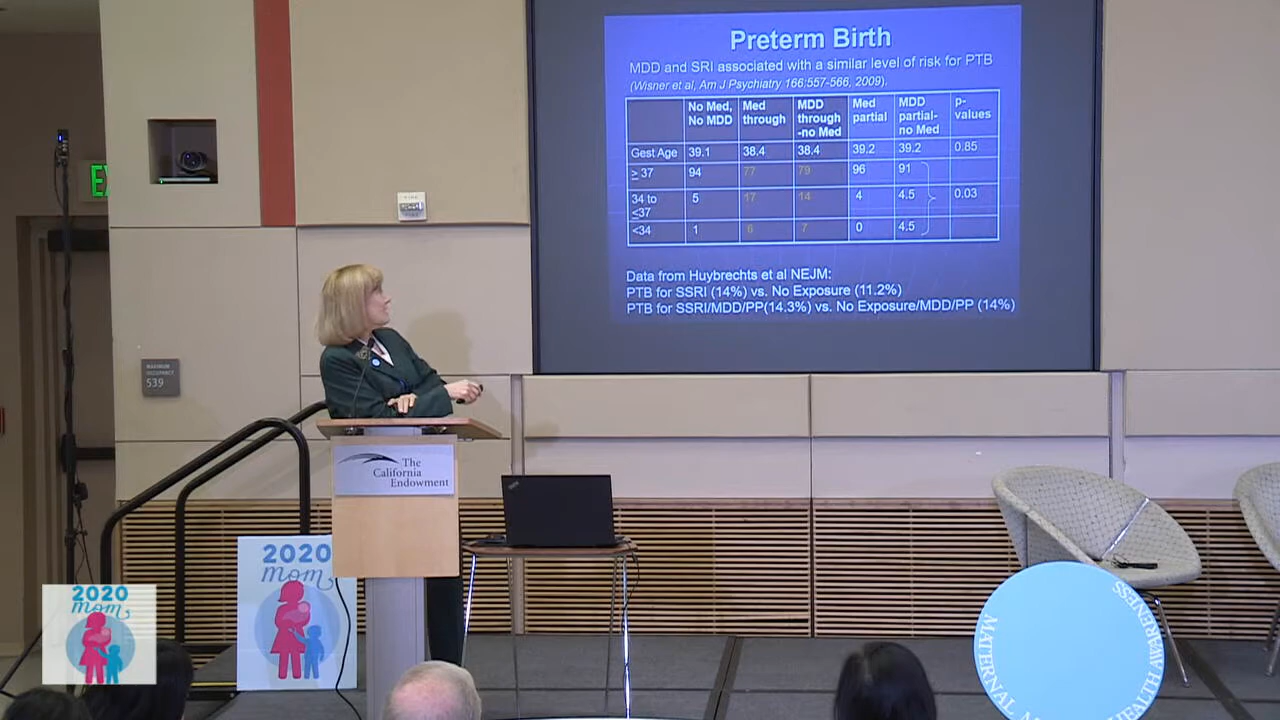 Preterm Birth
MDD and SRI associated with a similar level of risk for PTB
(Wisner et al, Am J Psychiatry 166:557-566, 2009).
No Med, No MDD
Med through
MDD through -no Med
Med partial
MDD partial- no Med
p- values
Gest Age 39.1 38.4 38.4 39.2 39.2 0.85
≥ 37 94 77 79 96 91
34 to ≤37 5 17 14 4 4.5 0.03
<34 1 6 7 0 4.5
Data from Huybrechts et al NEJM:
PTB for SSRI (14%) vs. No Exposure (11.2%)
PTB for SSRI/MDD/PP(14.3%) vs. No Exposure/MDD/PP (14%)
EX
MAXIMUM
OCCUPANCY
539
The
California
Endowment
2020
mom
2020
mom
MATERNAL M
HEALTH AWARENESS